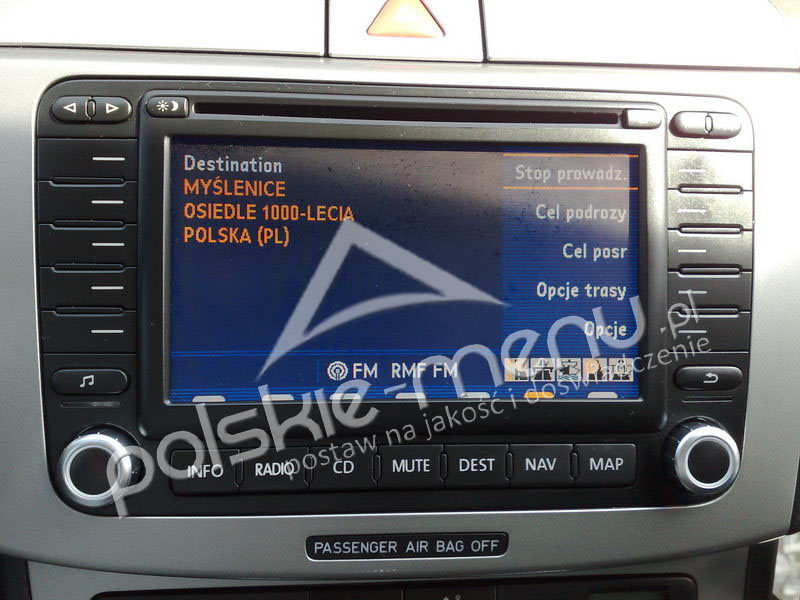 Destination
MYŚLENICE
OSIEDLE 1000-LECIA
POLSKA (PL)
Stop prowadz.
Cel podrozy
Cel posr
Opcje trasy
Opcje
FM RMF FM
INFO RADIO CD MUTE DEST NAV MAP
PASSENGER AIR BAG OFF
polskie-menu.pl
postaw na jakość i doświadczenie